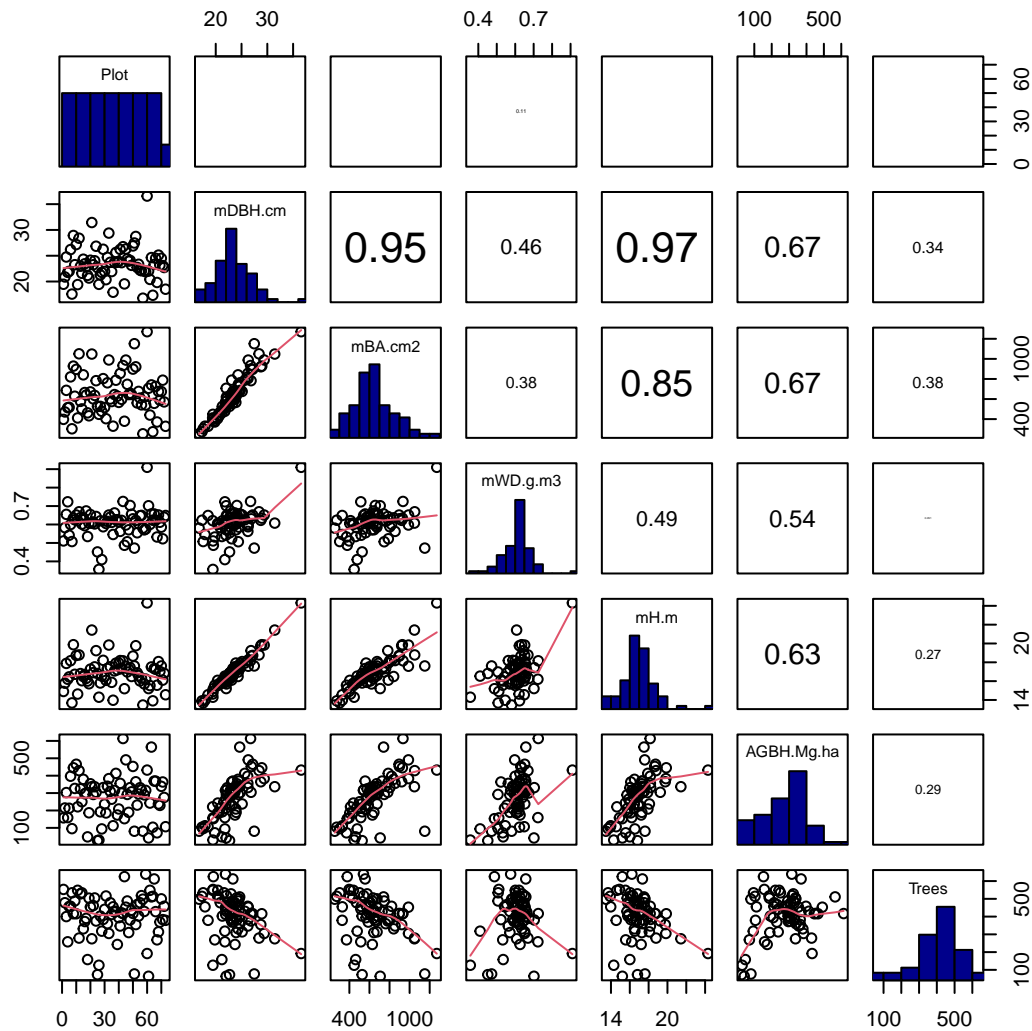 20 30 0.4 0.7 100 500
Plot 0.11 0 30 60
20 30 mDBH.cm 0.95 0.46 0.97 0.67 0.34
mBA.cm2 0.38 0.85 0.67 0.38 400 1000
0.4 0.7 mWD.g.m3 0.49 0.54
mH.m 0.63 0.27 14 20
100 500 AGBH.Mg.ha 0.29
Trees 100 500
0 30 60 400 1000 14 20 100 500